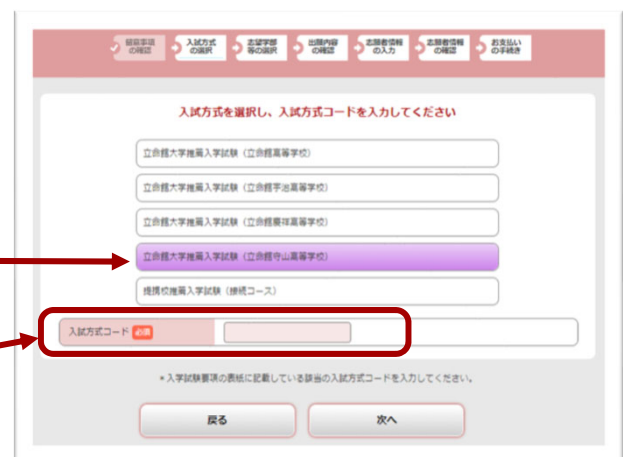 留意事項の確認
入試方式の選択
志望学部等の選択
出願内容の確認
志願者情報の入力
志願者情報の確認
お支払いの手続き
入試方式を選択し、入試方式コードを入力してください
立命館大学推薦入学試験（立命館高等学校）
立命館大学推薦入学試験（立命館宇治高等学校）
立命館大学推薦入学試験（立命館慶祥高等学校）
立命館大学推薦入学試験（立命館守山高等学校）
提携校推薦入学試験（接続コース）
入試方式コード 必須
*入学試験要項の表紙に記載している該当の入試方式コードを入力してください。
戻る
次へ